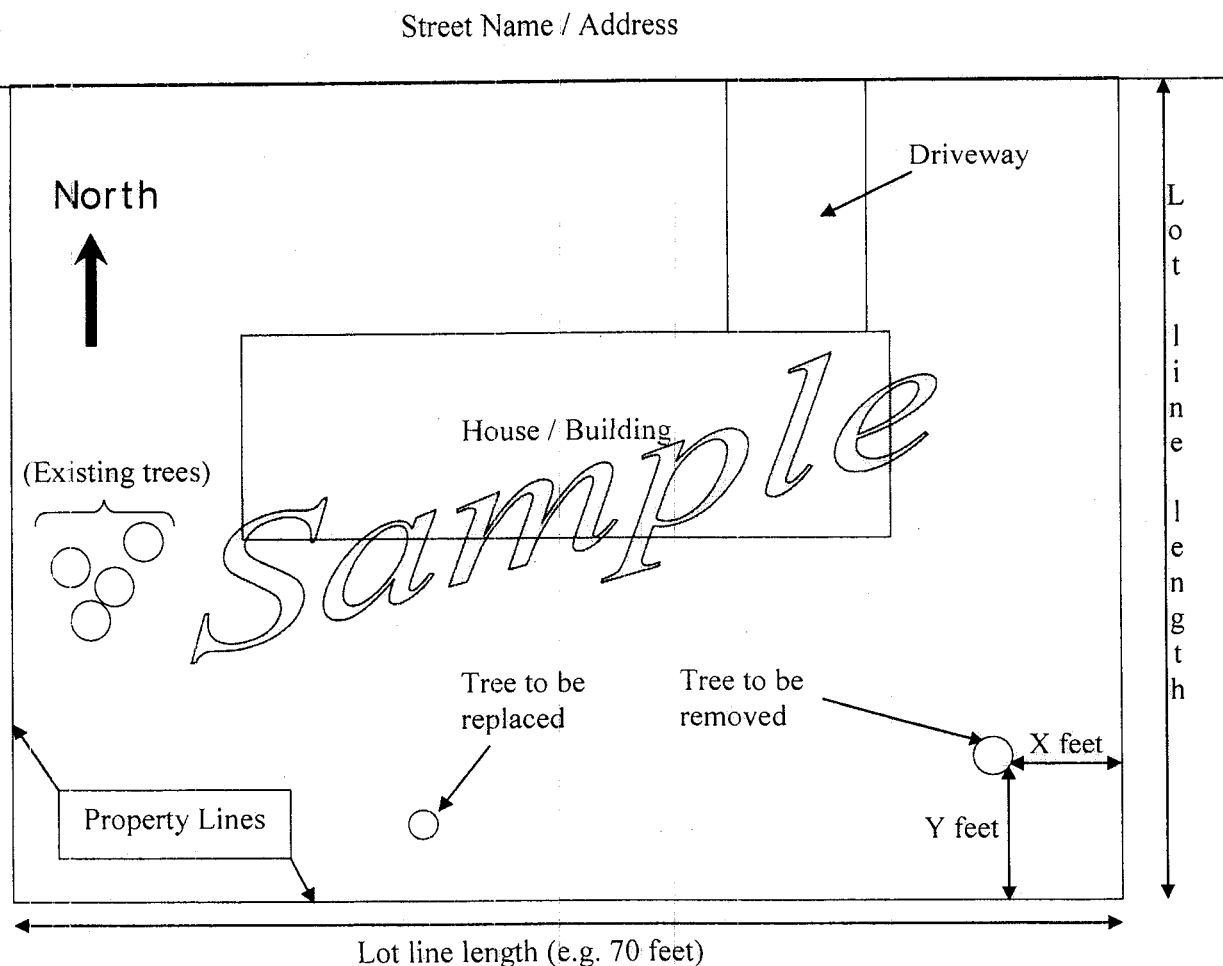 Street Name / Address
Driveway
North
Lot line length
House / Building
Sample
(Existing trees)
Tree to be
replaced
Tree to be
removed
X feet
Property Lines
Y feet
Lot line length (e.g. 70 feet)